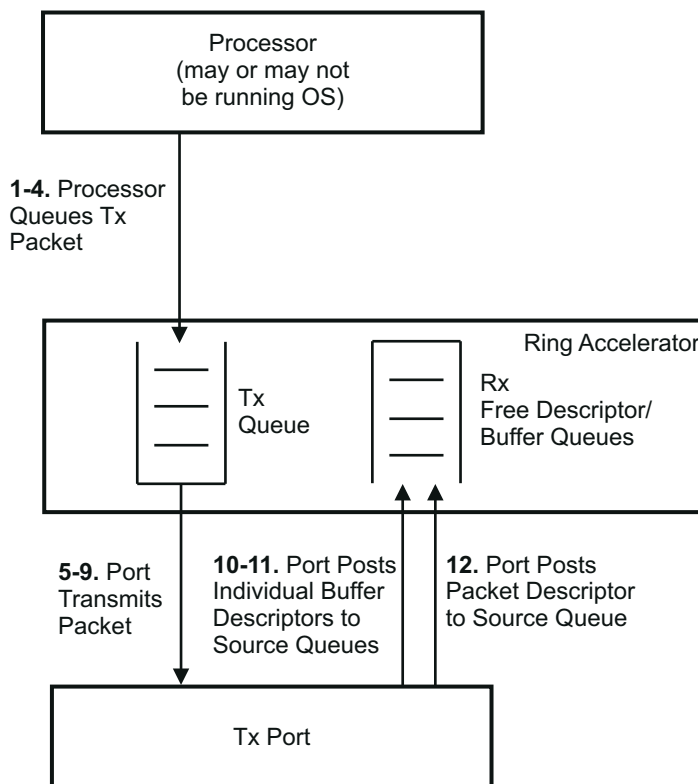 Processor
(may or may not
be running OS)
1-4. Processor
Queues Tx
Packet
Ring Accelerator
Tx
Queue
Rx
Free Descriptor/
Buffer Queues
5-9. Port
Transmits
Packet
10-11. Port Posts
Individual Buffer
Descriptors to
Source Queues
12. Port Posts
Packet Descriptor
to Source Queue
Tx Port